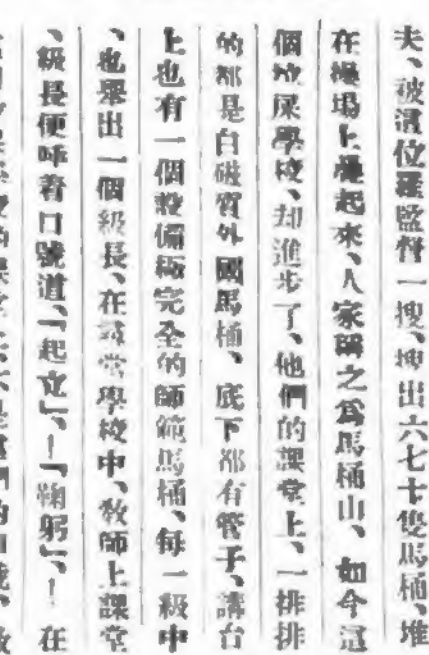 夫、被這位羅監督一搜、搜出六七十隻馬桶、堆
在操場上疊起來、人家稱之爲馬桶山、如今這
個放屎學校、却進步了、他們的課堂上、一排排
的都是白磁質外國馬桶、底下都有管子、講台
上也有一個設備極完全的師範馬桶、每一級中
、也舉出一個級長、在尋常學校中、教師上課堂
、級長便呼着口號道、「起立」、―「鞠躬」、―在